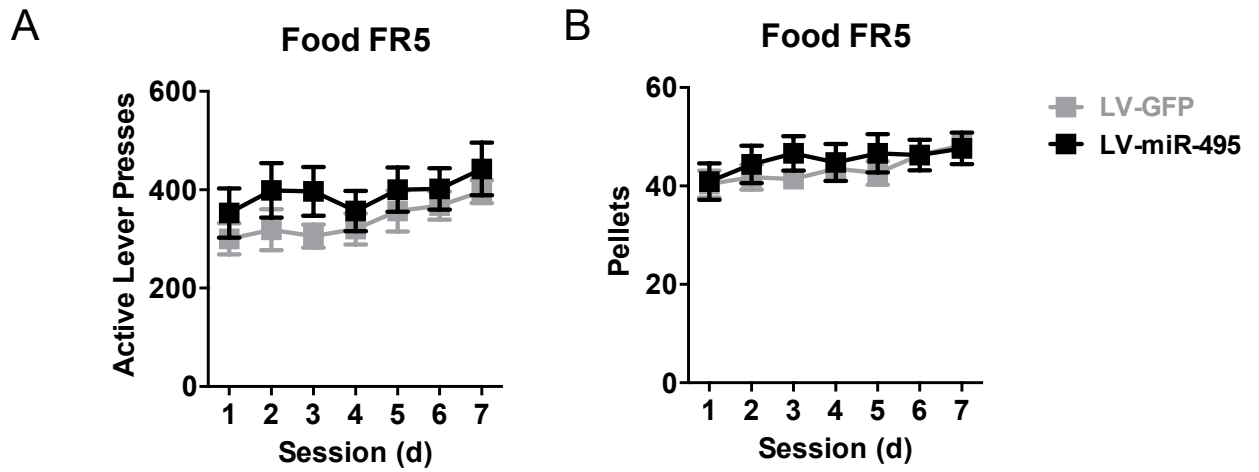 A
Food FR5
Active Lever Presses
600
400
200
0
1 2 3 4 5 6 7
Session (d)
B
Food FR5
Pellets
60
40
20
0
1 2 3 4 5 6 7
Session (d)
LV-GFP
LV-miR-495